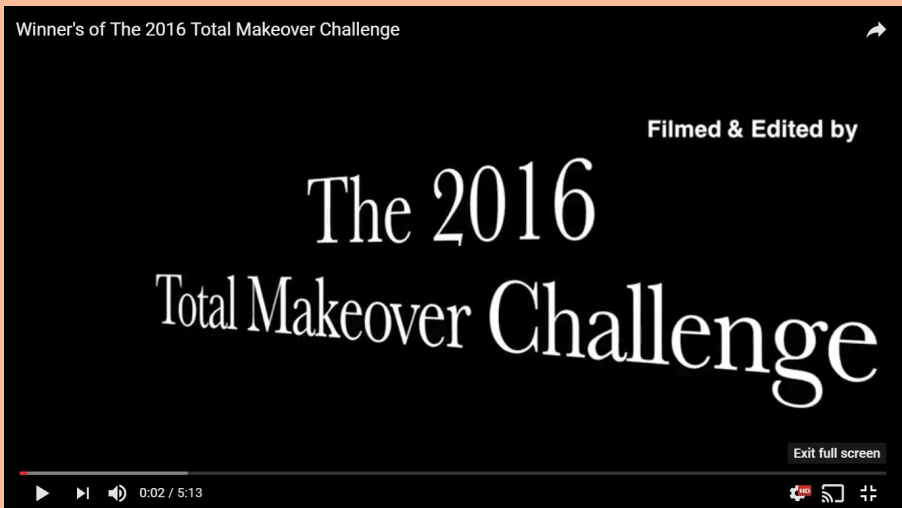 Winner's of The 2016 Total Makeover Challenge
Filmed & Edited by
The 2016
Total Makeover Challenge
Exit full screen
0:02 / 5:13
HD